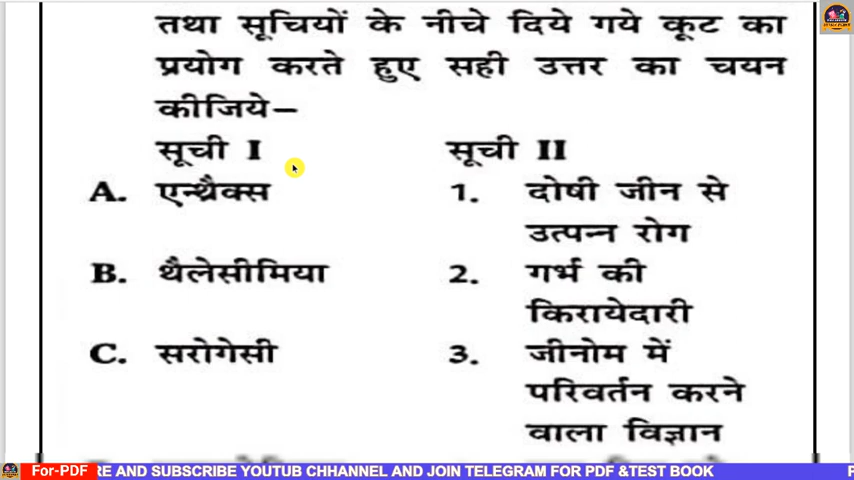 तथा सूचियों के नीचे दिये गये कूट का
प्रयोग करते हुए सही उत्तर का चयन
कीजिये–
सूची I सूची II
A. एन्थ्रैक्स 1. दोषी जीन से
उत्पन्न रोग
B. थैलेसीमिया 2. गर्भ की
किरायेदारी
C. सरोगेसी 3. जीनोम में
परिवर्तन करने
वाला विज्ञान
For-PDF RE AND SUBSCRIBE YOUTUB CHHANNEL AND JOIN TELEGRAM FOR PDF &TEST BOOK P